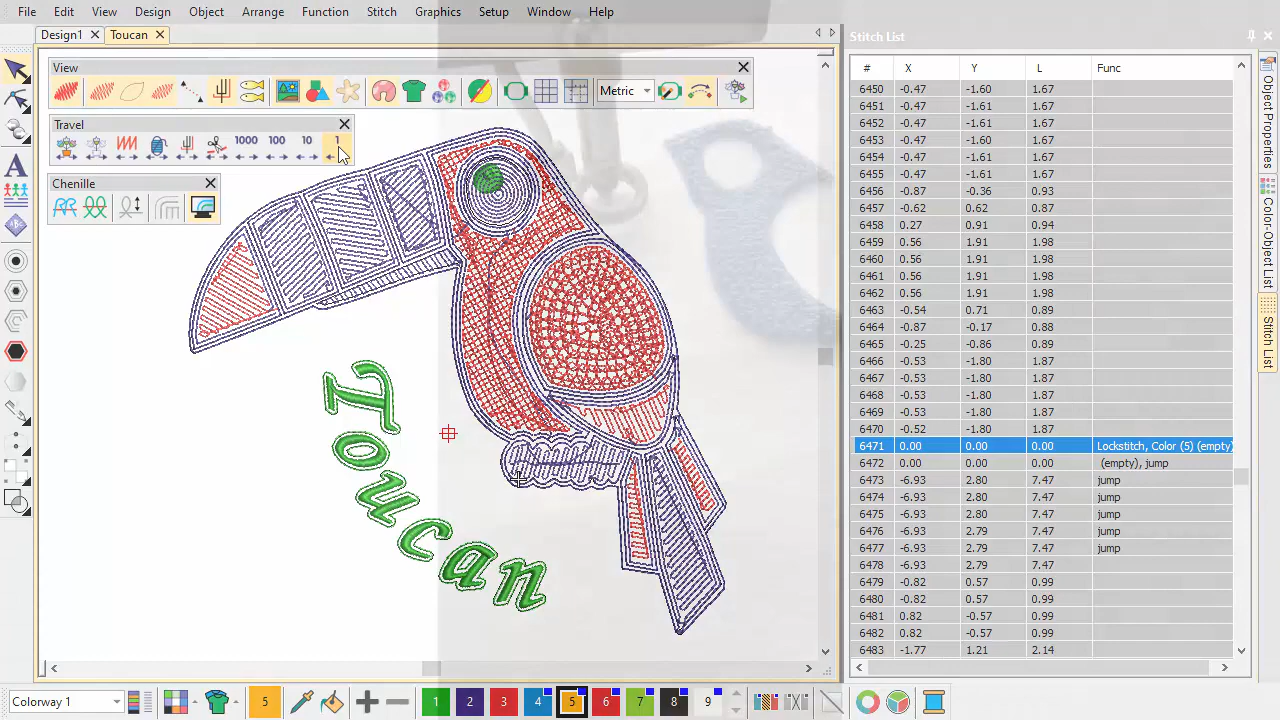 File Edit View Design Object Arrange Function Stitch Graphics Setup Window Help
Design1 Toucan
Stitch List
View
Metric
Travel
1000 100 10 1
Chenille
Toucan
# X Y L Func
6450 -0.47 -1.60 1.67
6451 -0.47 -1.61 1.67
6452 -0.47 -1.61 1.67
6453 -0.47 -1.61 1.67
6454 -0.47 -1.61 1.67
6455 -0.47 -1.61 1.67
6456 -0.87 -0.36 0.93
6457 -0.62 0.62 0.87
6458 0.27 0.91 0.94
6459 0.56 1.91 1.98
6460 0.56 1.91 1.98
6461 0.56 1.91 1.98
6462 0.56 1.91 1.98
6463 -0.54 0.71 0.89
6464 -0.87 -0.17 0.88
6465 -0.25 -0.86 0.89
6466 -0.53 -1.80 1.87
6467 -0.53 -1.80 1.87
6468 -0.53 -1.80 1.87
6469 -0.52 -1.80 1.87
6470 -0.52 -1.80 1.87
6471 0.00 0.00 0.00 Lockstitch, Color (5) (empty)
6472 0.00 0.00 0.00 (empty), jump
6473 -6.93 2.80 7.47 jump
6474 -6.93 2.80 7.47 jump
6475 -6.93 2.80 7.47 jump
6476 -6.93 2.79 7.47 jump
6477 -6.93 2.79 7.47 jump
6478 -6.93 2.79 7.47
6479 -0.82 0.57 0.99
6480 -0.82 0.57 0.99
6481 0.82 -0.57 0.99
6482 0.82 -0.57 0.99
6483 -1.77 1.21 2.14
Object Properties
Color-Object List
Stitch List
Colorway 1
5
1 2 3 4 5 6 7 8 9